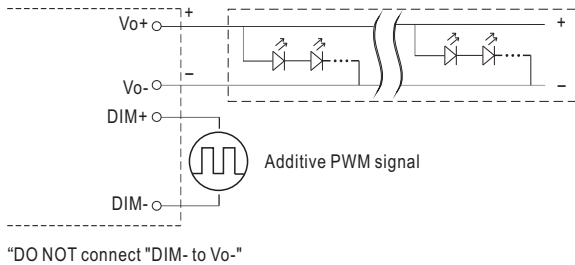 Vo+
+
+
Vo-
−
−
DIM+
Additive PWM signal
DIM-
“DO NOT connect "DIM- to Vo-"